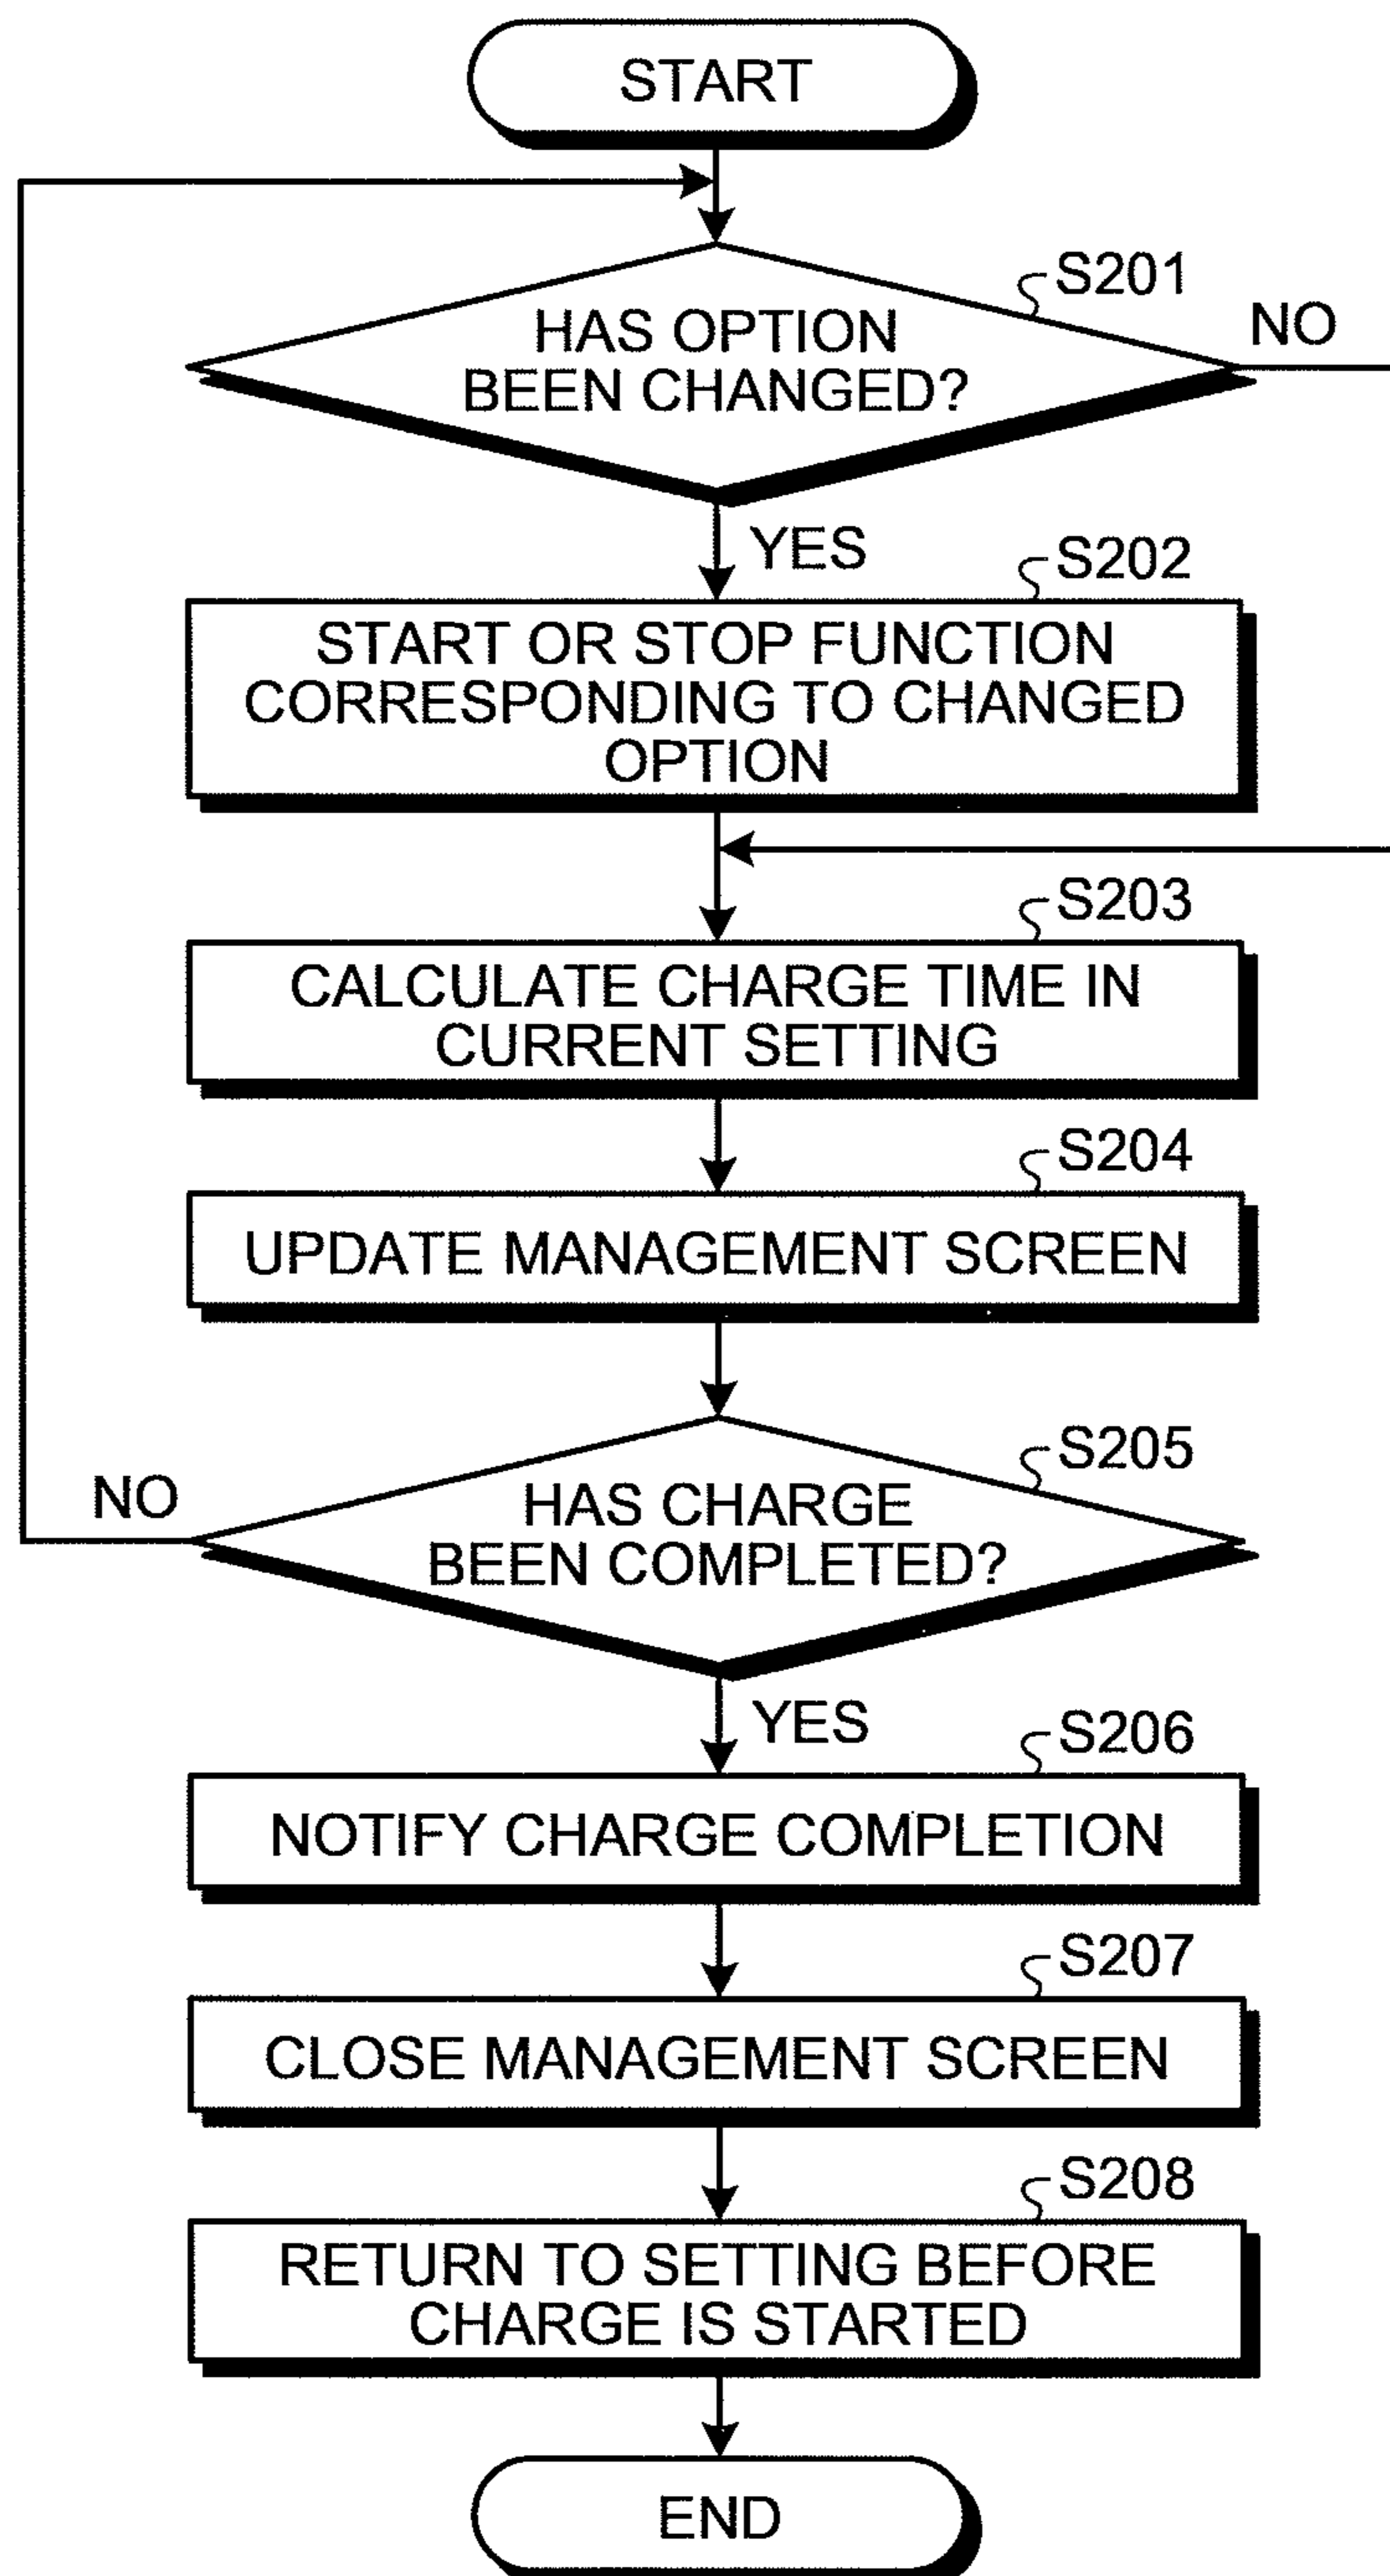 START
S201
HAS OPTION
BEEN CHANGED?
NO
YES
S202
START OR STOP FUNCTION
CORRESPONDING TO CHANGED
OPTION
S203
CALCULATE CHARGE TIME IN
CURRENT SETTING
S204
UPDATE MANAGEMENT SCREEN
S205
HAS CHARGE
BEEN COMPLETED?
NO
YES
S206
NOTIFY CHARGE COMPLETION
S207
CLOSE MANAGEMENT SCREEN
S208
RETURN TO SETTING BEFORE
CHARGE IS STARTED
END